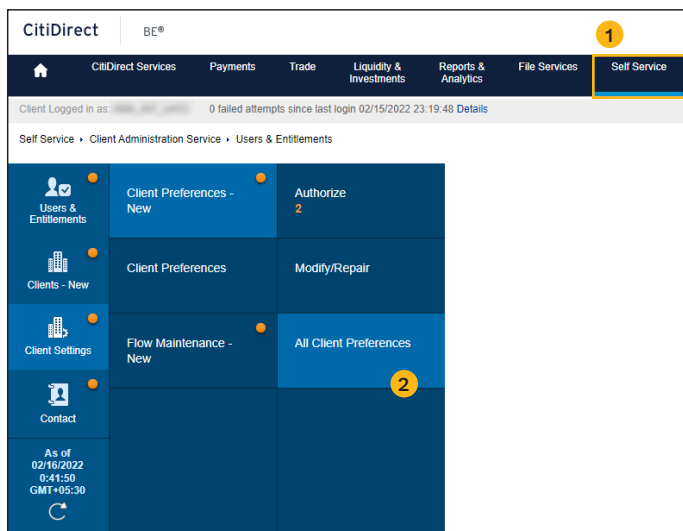 CitiDirect BE®
1
CitiDirect Services Payments Trade Liquidity & Investments Reports & Analytics File Services Self Service
Client Logged in as: 0 failed attempts since last login 02/15/2022 23:19:48 Details
Self Service ▸ Client Administration Service ▸ Users & Entitlements
Users &
Entitlements
Clients - New
Client Settings
Contact
As of
02/16/2022
0:41:50
GMT+05:30
Client Preferences -
New
Client Preferences
Flow Maintenance -
New
Authorize
2
Modify/Repair
All Client Preferences
2